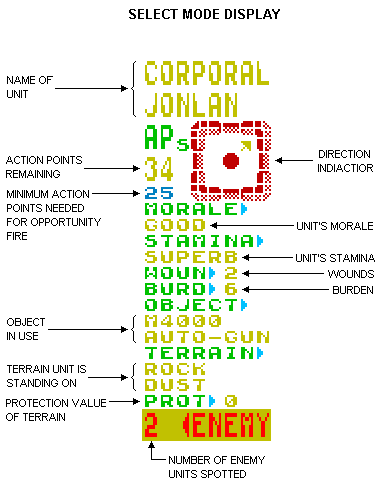 SELECT MODE DISPLAY
NAME OF
UNIT
CORPORAL
JONLAN
APs
ACTION POINTS
REMAINING
34
DIRECTION
INDIACTIOR
MINIMUM ACTION
POINTS NEEDED
FOR OPPORTUNITY
FIRE
25
MORALE
GOOD
UNIT'S MORALE
STAMINA
SUPERB
UNIT'S STAMINA
WOUN 2
WOUNDS
BURD 6
BURDEN
OBJECT
OBJECT
IN USE
M4000
AUTO-GUN
TERRAIN
TERRAIN UNIT IS
STANDING ON
ROCK
DUST
PROTECTION VALUE
OF TERRAIN
PROT 0
2 ENEMY
NUMBER OF ENEMY
UNITS SPOTTED